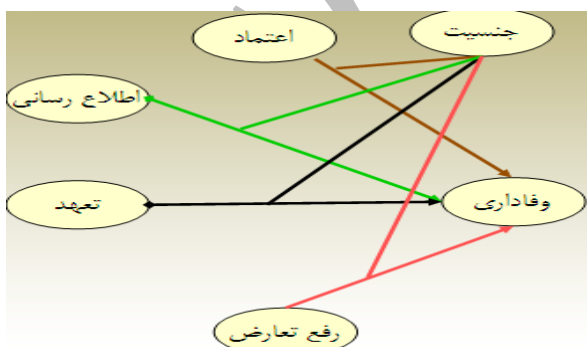 جنسیت
اعتماد
اطلاع رسانی
تعهد
وفاداری
رفع تعارض